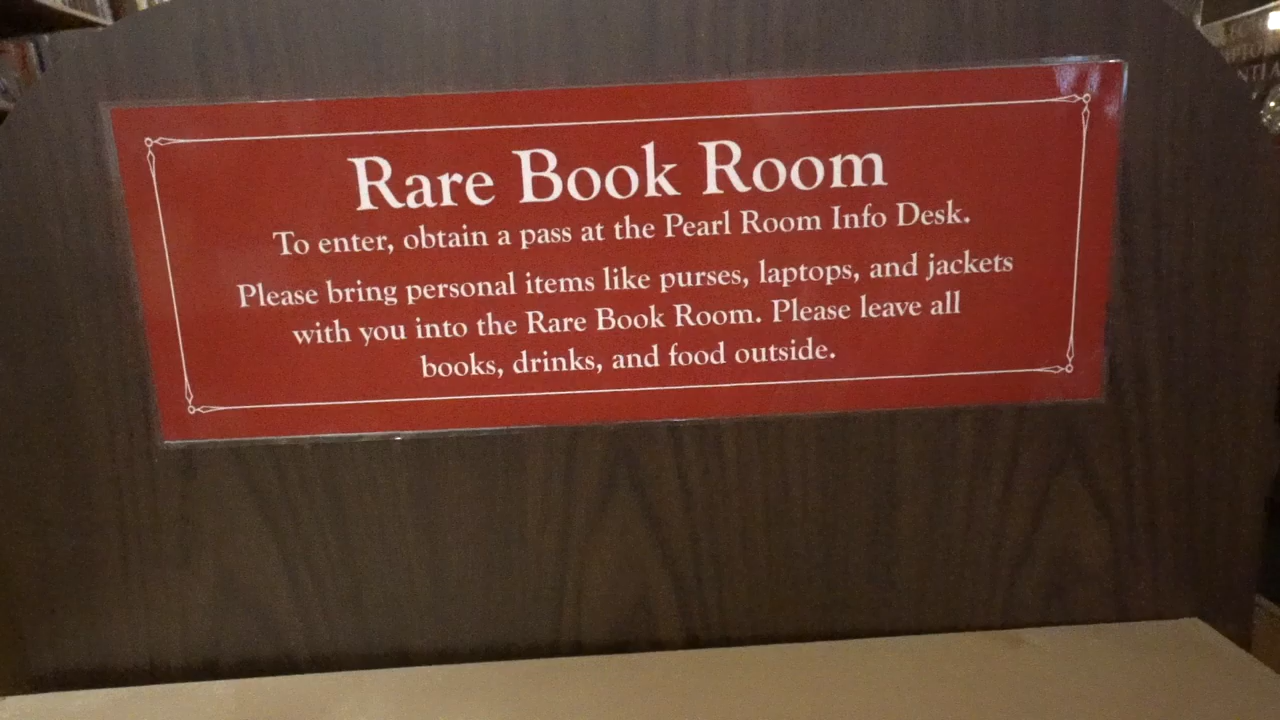 Rare Book Room
To enter, obtain a pass at the Pearl Room Info Desk.
Please bring personal items like purses, laptops, and jackets
with you into the Rare Book Room. Please leave all
books, drinks, and food outside.